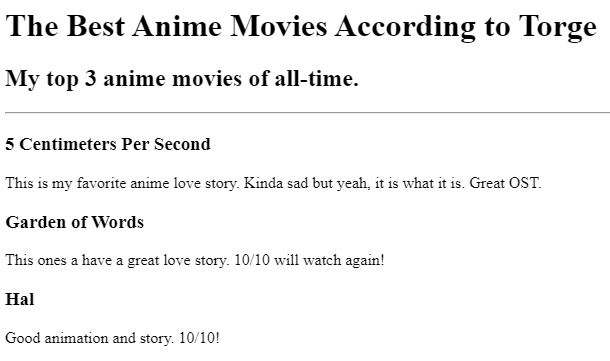 The Best Anime Movies According to Torge
My top 3 anime movies of all-time.
5 Centimeters Per Second
This is my favorite anime love story. Kinda sad but yeah, it is what it is. Great OST.
Garden of Words
This ones a have a great love story. 10/10 will watch again!
Hal
Good animation and story. 10/10!